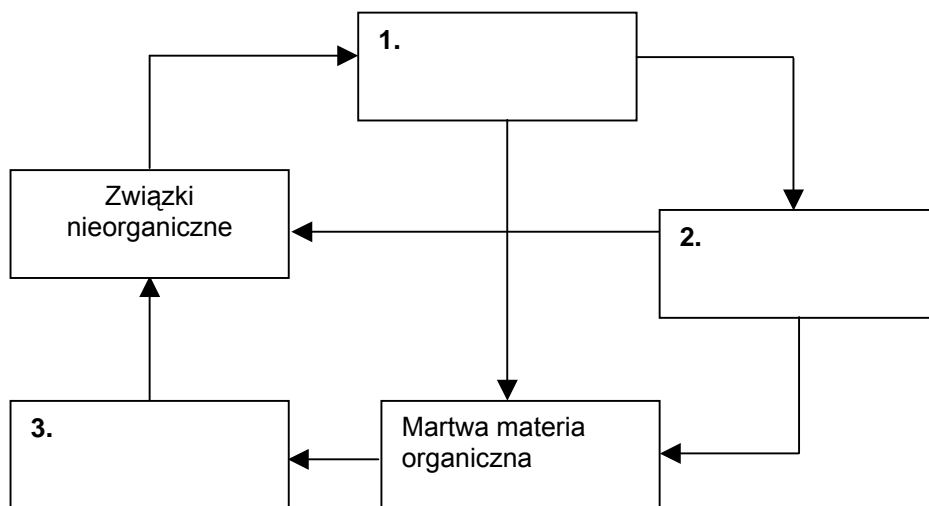 1.
Związki
nieorganiczne
2.
3.
Martwa materia
organiczna